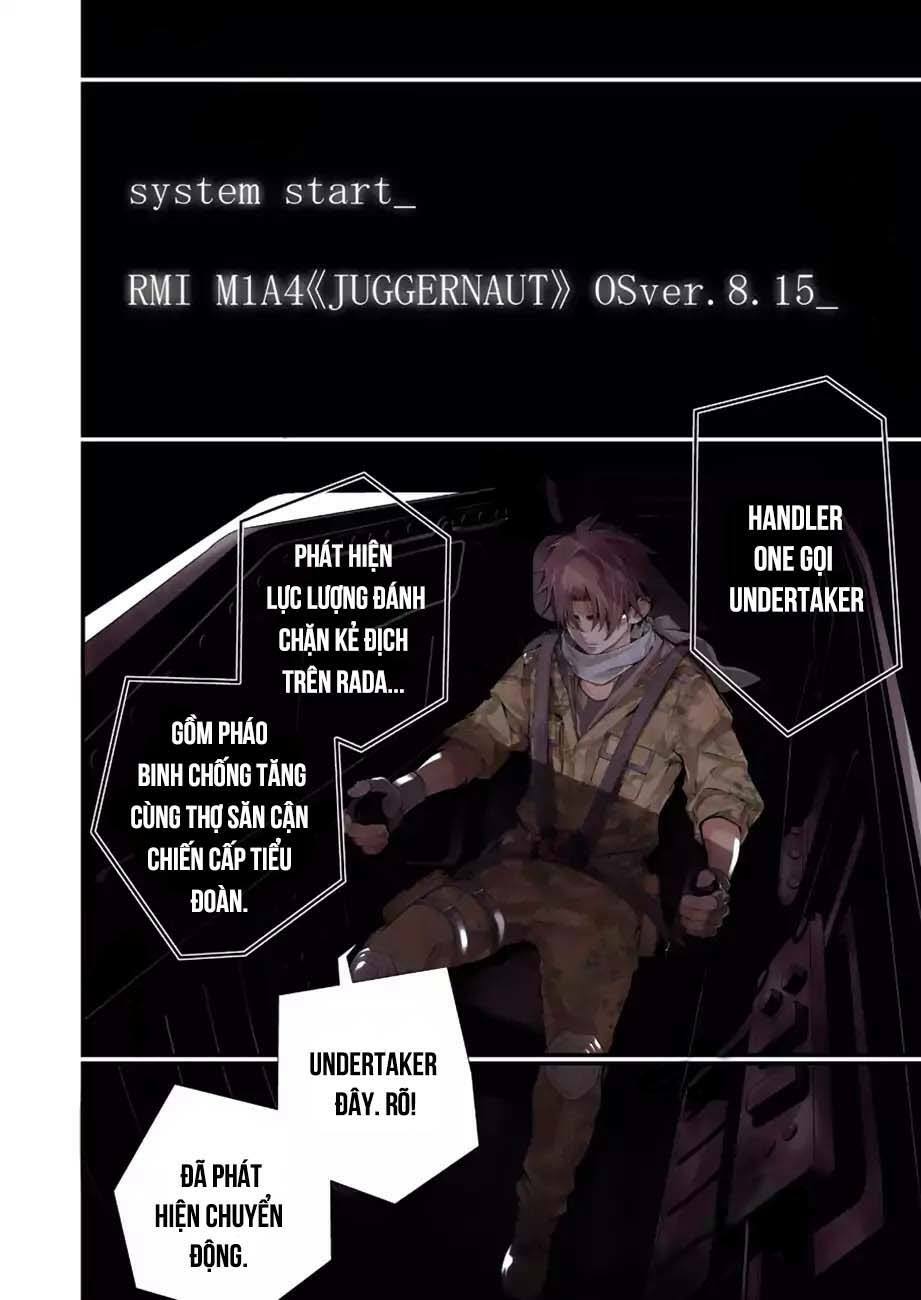 system start_
RMI M1A4《JUGGERNAUT》 OSver.8.15_
HANDLER
ONE GỌI
UNDERTAKER
PHÁT HIỆN
LỰC LƯỢNG ĐÁNH
CHẶN KẺ ĐỊCH
TRÊN RADA...
GỒM PHÁO
BINH CHỐNG TĂNG
CÙNG THỢ SĂN CẬN
CHIẾN CẤP TIỂU
ĐOÀN.
UNDERTAKER
ĐÂY. RÕ!
ĐÃ PHÁT
HIỆN CHUYỂN
ĐỘNG.